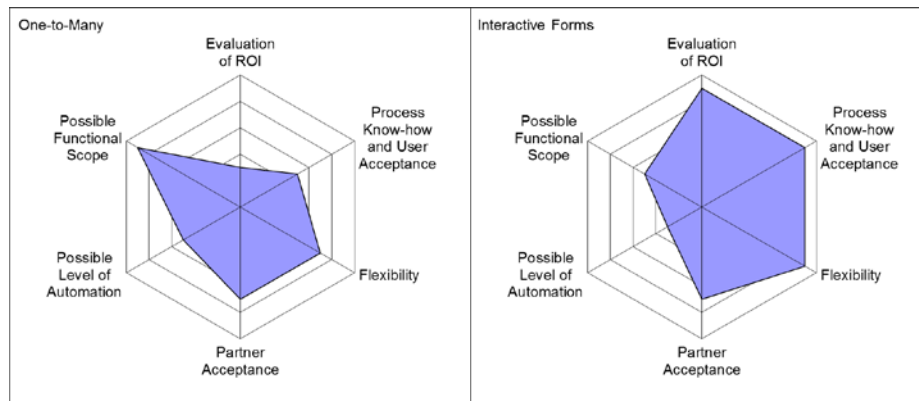 One-to-Many
Evaluation
of ROI
Process
Know-how
and User
Acceptance
Flexibility
Partner
Acceptance
Possible
Level of
Automation
Possible
Functional
Scope
Interactive Forms
Evaluation
of ROI
Process
Know-how
and User
Acceptance
Flexibility
Partner
Acceptance
Possible
Level of
Automation
Possible
Functional
Scope